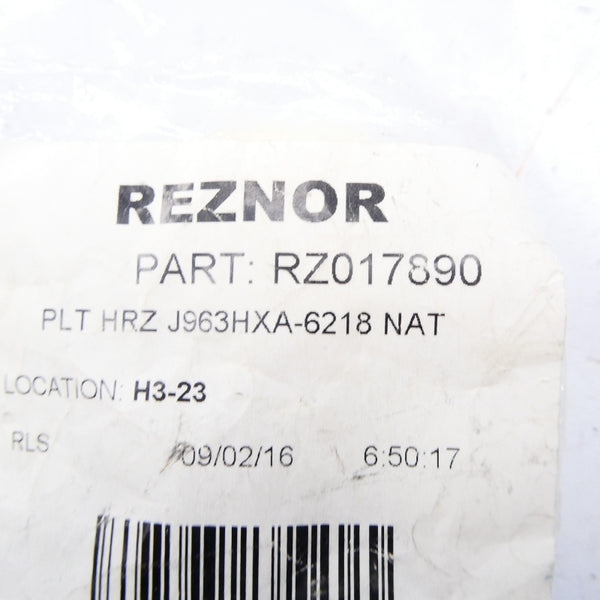 REZNOR
PART: RZ017890
PLT HRZ J963HXA-6218 NAT
LOCATION: H3-23
RLS 09/02/16 6:50:17